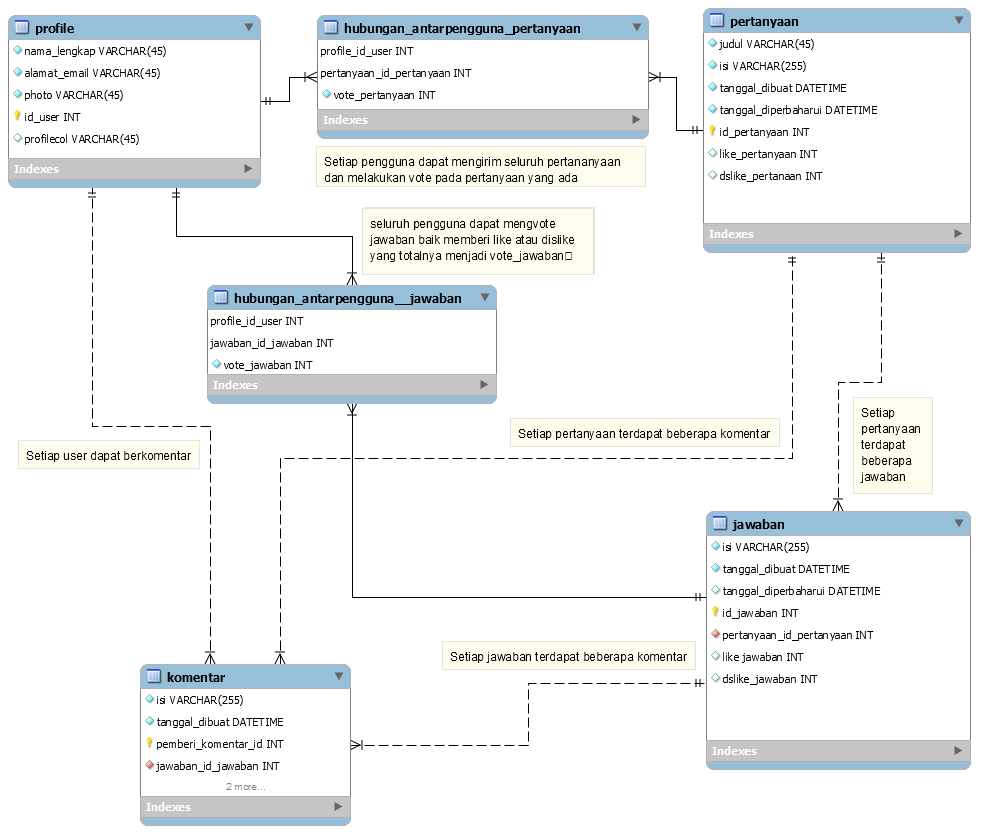 profile
nama_lengkap VARCHAR(45)
alamat_email VARCHAR(45)
photo VARCHAR(45)
id_user INT
profilecol VARCHAR(45)
Indexes
hubungan_antarpengguna_pertanyaan
profile_id_user INT
pertanyaan_id_pertanyaan INT
vote_pertanyaan INT
Indexes
Setiap pengguna dapat mengirim seluruh pertananyaan
dan melakukan vote pada pertanyaan yang ada
pertanyaan
judul VARCHAR(45)
isi VARCHAR(255)
tanggal_dibuat DATETIME
tanggal_diperbaharui DATETIME
id_pertanyaan INT
like_pertanyaan INT
dslike_pertanaan INT
Indexes
seluruh pengguna dapat mengvote
jawaban baik memberi like atau dislike
yang totalnya menjadi vote_jawaban
hubungan_antarpengguna__jawaban
profile_id_user INT
jawaban_id_jawaban INT
vote_jawaban INT
Indexes
Setiap user dapat berkomentar
Setiap pertanyaan terdapat beberapa komentar
Setiap
pertanyaan
terdapat
beberapa
jawaban
jawaban
isi VARCHAR(255)
tanggal_dibuat DATETIME
tanggal_diperbaharui DATETIME
id_jawaban INT
pertanyaan_id_pertanyaan INT
like jawaban INT
dslike_jawaban INT
Indexes
Setiap jawaban terdapat beberapa komentar
komentar
isi VARCHAR(255)
tanggal_dibuat DATETIME
pemberi_komentar_id INT
jawaban_id_jawaban INT
2 more...
Indexes